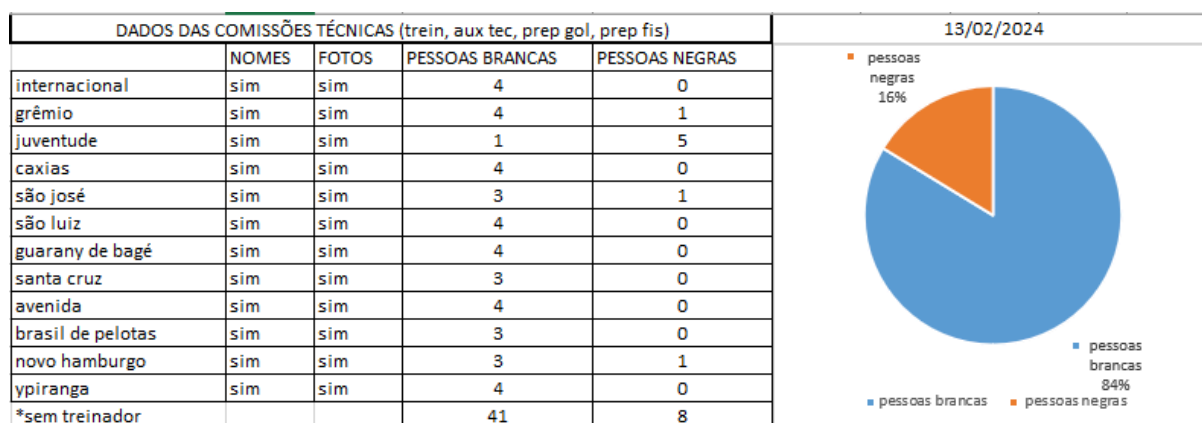 DADOS DAS COMISSÕES TÉCNICAS (trein, aux tec, prep gol, prep fis)
NOMES FOTOS PESSOAS BRANCAS PESSOAS NEGRAS
internacional sim sim 4 0
grêmio sim sim 4 1
juventude sim sim 1 5
caxias sim sim 4 0
são josé sim sim 3 1
são luiz sim sim 4 0
guarany de bagé sim sim 4 0
santa cruz sim sim 3 0
avenida sim sim 4 0
brasil de pelotas sim sim 3 0
novo hamburgo sim sim 3 1
ypiranga sim sim 4 0
*sem treinador 41 8
13/02/2024
pessoas
negras
16%
pessoas
brancas
84%
pessoas brancas pessoas negras